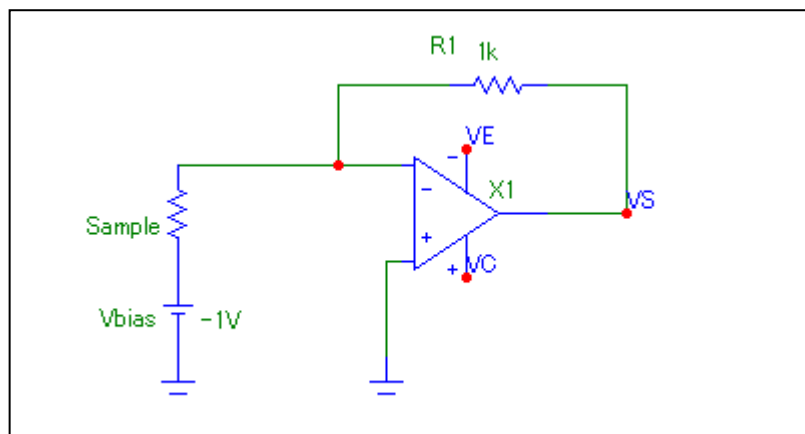 R1 1k
VE
−
X1
−
VS
Sample
+
+ VC
Vbias −1V